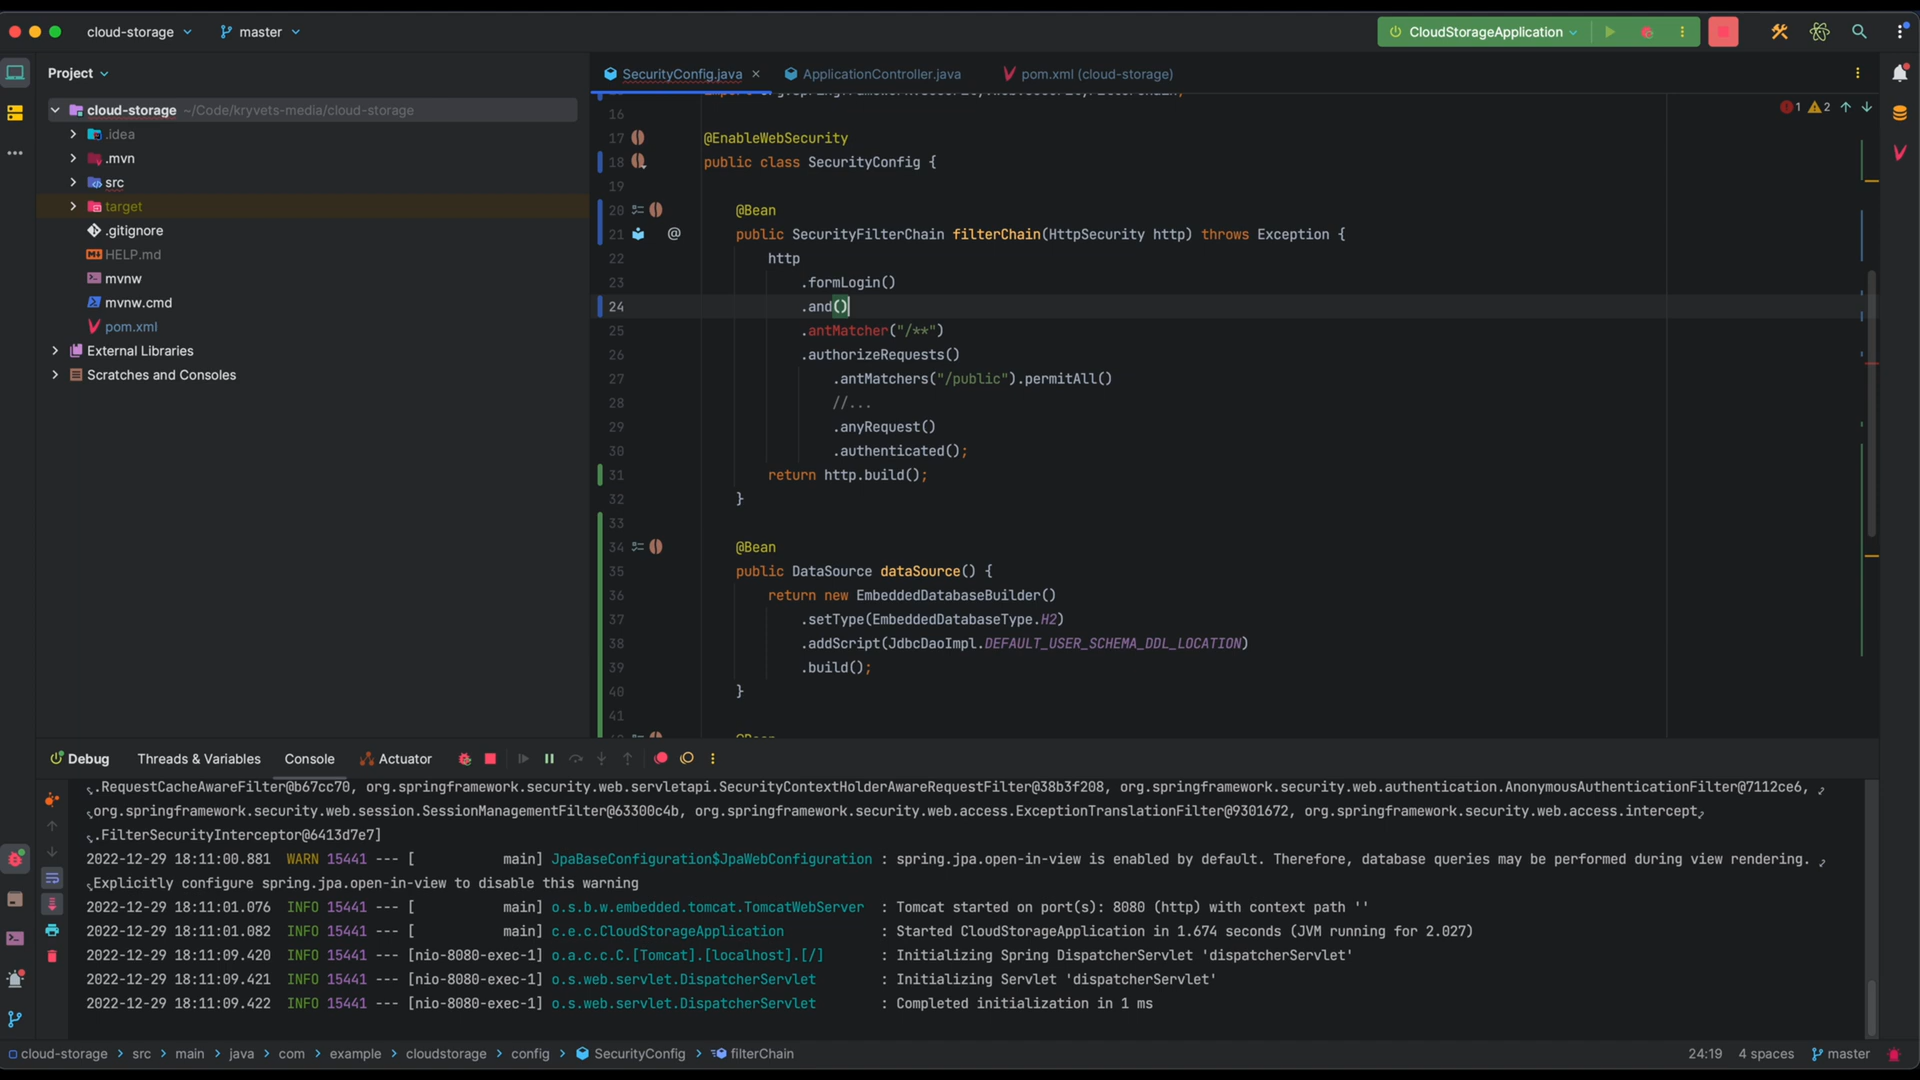 cloud-storage
master
CloudStorageApplication
Project
SecurityConfig.java
ApplicationController.java
pom.xml (cloud-storage)
cloud-storage ~/Code/kryvets-media/cloud-storage
.idea
.mvn
src
target
.gitignore
HELP.md
mvnw
mvnw.cmd
pom.xml
External Libraries
Scratches and Consoles
1 2
16
17 @EnableWebSecurity
18 public class SecurityConfig {
19
20 @Bean
21 @ public SecurityFilterChain filterChain(HttpSecurity http) throws Exception {
22 http
23 .formLogin()
24 .and()
25 .antMatcher("/**")
26 .authorizeRequests()
27 .antMatchers("/public").permitAll()
28 //...
29 .anyRequest()
30 .authenticated();
31 return http.build();
32 }
33
34 @Bean
35 public DataSource dataSource() {
36 return new EmbeddedDatabaseBuilder()
37 .setType(EmbeddedDatabaseType.H2)
38 .addScript(JdbcDaoImpl.DEFAULT_USER_SCHEMA_DDL_LOCATION)
39 .build();
40 }
41
Debug Threads & Variables Console Actuator
.RequestCacheAwareFilter@b67cc70, org.springframework.security.web.servletapi.SecurityContextHolderAwareRequestFilter@38b3f208, org.springframework.security.web.authentication.AnonymousAuthenticationFilter@7112ce6,
org.springframework.security.web.session.SessionManagementFilter@63300c4b, org.springframework.security.web.access.ExceptionTranslationFilter@9301672, org.springframework.security.web.access.intercept
.FilterSecurityInterceptor@6413d7e7]
2022-12-29 18:11:00.881 WARN 15441 --- [ main] JpaBaseConfiguration$JpaWebConfiguration : spring.jpa.open-in-view is enabled by default. Therefore, database queries may be performed during view rendering.
Explicitly configure spring.jpa.open-in-view to disable this warning
2022-12-29 18:11:01.076 INFO 15441 --- [ main] o.s.b.w.embedded.tomcat.TomcatWebServer : Tomcat started on port(s): 8080 (http) with context path ''
2022-12-29 18:11:01.082 INFO 15441 --- [ main] c.e.c.CloudStorageApplication : Started CloudStorageApplication in 1.674 seconds (JVM running for 2.027)
2022-12-29 18:11:09.420 INFO 15441 --- [nio-8080-exec-1] o.a.c.c.C.[Tomcat].[localhost].[/] : Initializing Spring DispatcherServlet 'dispatcherServlet'
2022-12-29 18:11:09.421 INFO 15441 --- [nio-8080-exec-1] o.s.web.servlet.DispatcherServlet : Initializing Servlet 'dispatcherServlet'
2022-12-29 18:11:09.422 INFO 15441 --- [nio-8080-exec-1] o.s.web.servlet.DispatcherServlet : Completed initialization in 1 ms
cloud-storage > src > main > java > com > example > cloudstorage > config > SecurityConfig > filterChain
24:19 4 spaces master